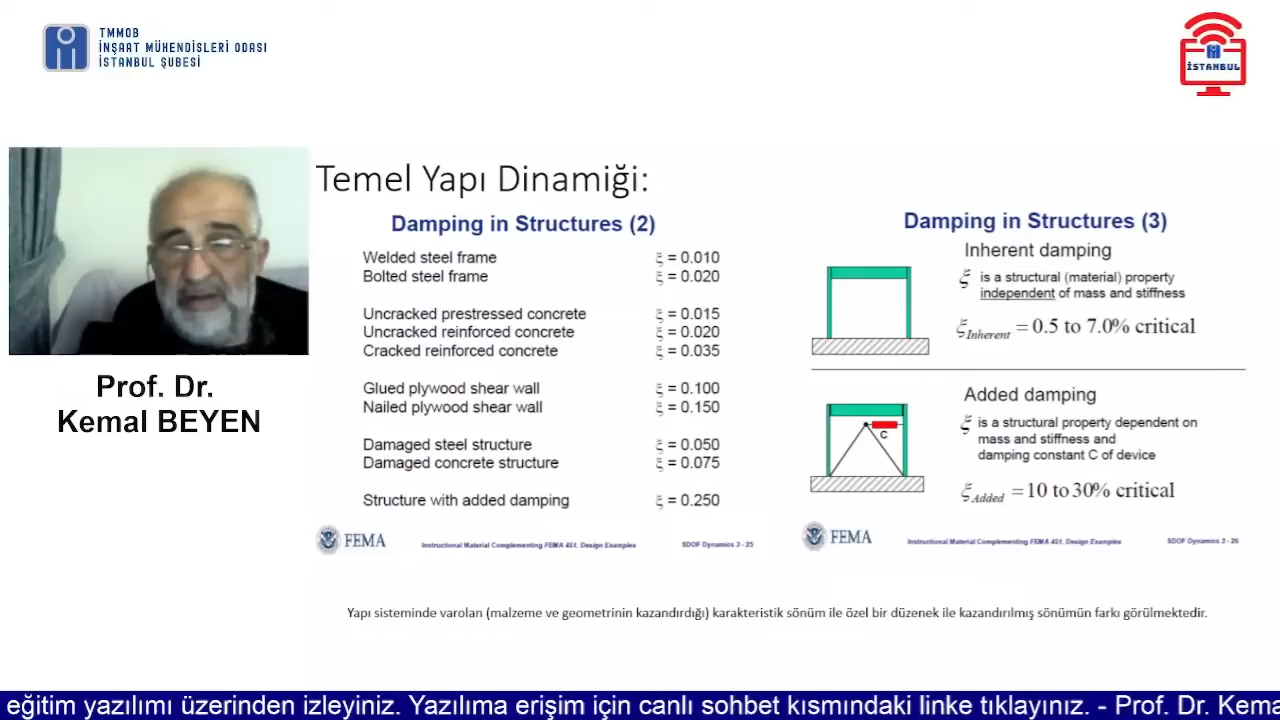 TMMOB
İNŞAAT MÜHENDİSLERİ ODASI
İSTANBUL ŞUBESİ
İSTANBUL
Prof. Dr.
Kemal BEYEN
Temel Yapı Dinamiği:
Damping in Structures (2)
Welded steel frame ξ = 0.010
Bolted steel frame ξ = 0.020
Uncracked prestressed concrete ξ = 0.015
Uncracked reinforced concrete ξ = 0.020
Cracked reinforced concrete ξ = 0.035
Glued plywood shear wall ξ = 0.100
Nailed plywood shear wall ξ = 0.150
Damaged steel structure ξ = 0.050
Damaged concrete structure ξ = 0.075
Structure with added damping ξ = 0.250
FEMA Instructional Material Complementing FEMA 451, Design Examples SDOF Dynamics 3 - 25
Damping in Structures (3)
Inherent damping
ξ is a structural (material) property
independent of mass and stiffness
ξInherent = 0.5 to 7.0% critical
Added damping
C
ξ is a structural property dependent on
mass and stiffness and
damping constant C of device
ξAdded = 10 to 30% critical
FEMA Instructional Material Complementing FEMA 451, Design Examples SDOF Dynamics 3 - 26
Yapı sisteminde varolan (malzeme ve geometrinin kazandırdığı) karakteristik sönüm ile özel bir düzenek ile kazandırılmış sönümün farkı görülmektedir.
eğitim yazılımı üzerinden izleyiniz. Yazılıma erişim için canlı sohbet kısmındaki linke tıklayınız. - Prof. Dr. Kema